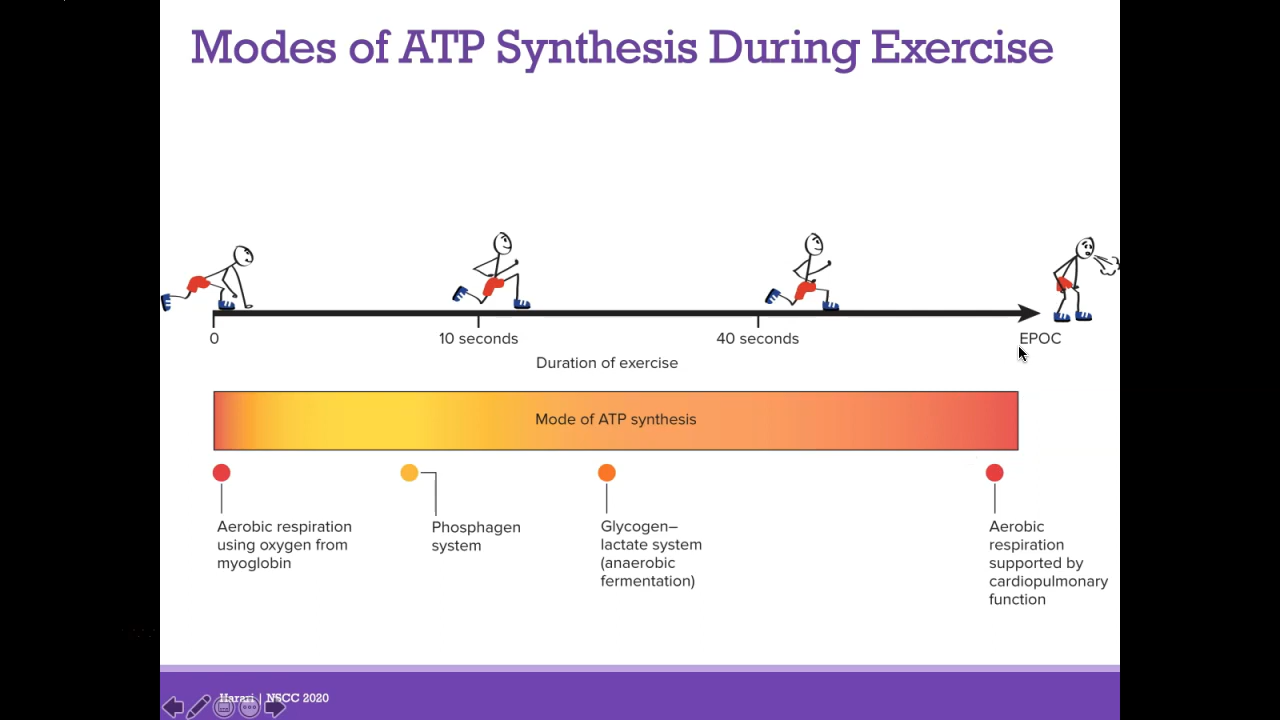 Modes of ATP Synthesis During Exercise
0
10 seconds
40 seconds
EPOC
Duration of exercise
Mode of ATP synthesis
Aerobic respiration
using oxygen from
myoglobin
Phosphagen
system
Glycogen–
lactate system
(anaerobic
fermentation)
Aerobic
respiration
supported by
cardiopulmonary
function
Harari | NSCC 2020